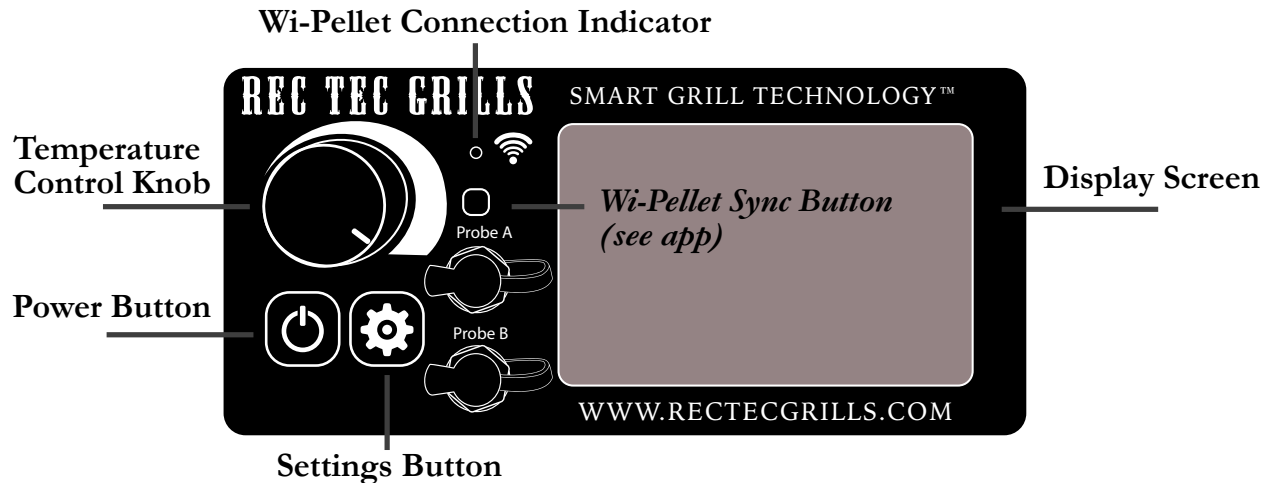 Wi-Pellet Connection Indicator
REC TEC GRILLS
SMART GRILL TECHNOLOGY™
Temperature
Control Knob
Wi-Pellet Sync Button
(see app)
Display Screen
Probe A
Power Button
Probe B
WWW.RECTECGRILLS.COM
Settings Button